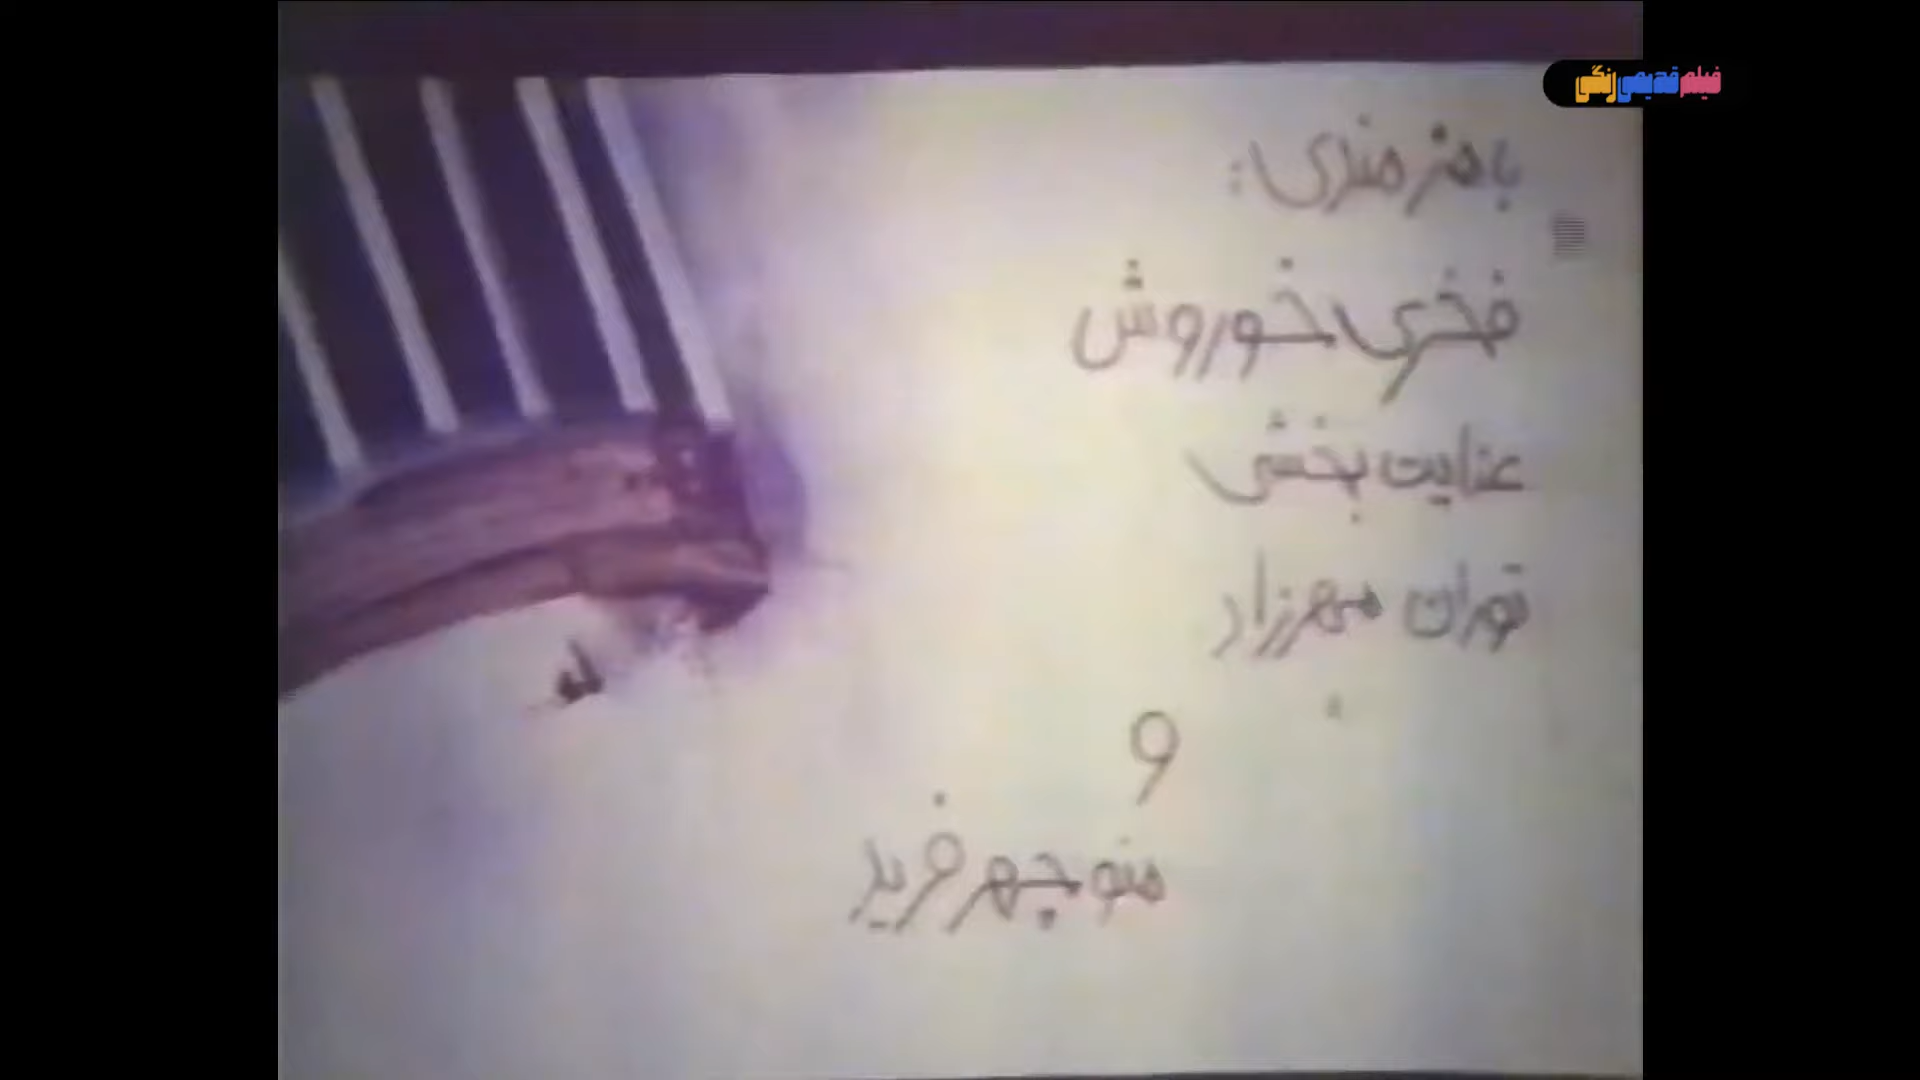 فیلم قدیمی رنگی
با هنرمندی:
فخری خوروش
عنایت بخشی
توران مهرزاد
و
منوچهر فرید